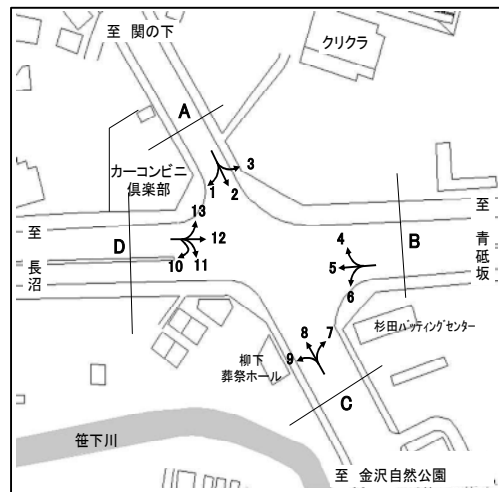 至 関の下
クリクラ
A
カーコンビニ
倶楽部
3
1
2
13
至
長沼
D
12
10
11
4
5
6
B
至
青砥坂
杉田バッティングセンター
8
7
9
柳下
葬祭ホール
C
笹下川
至 金沢自然公園